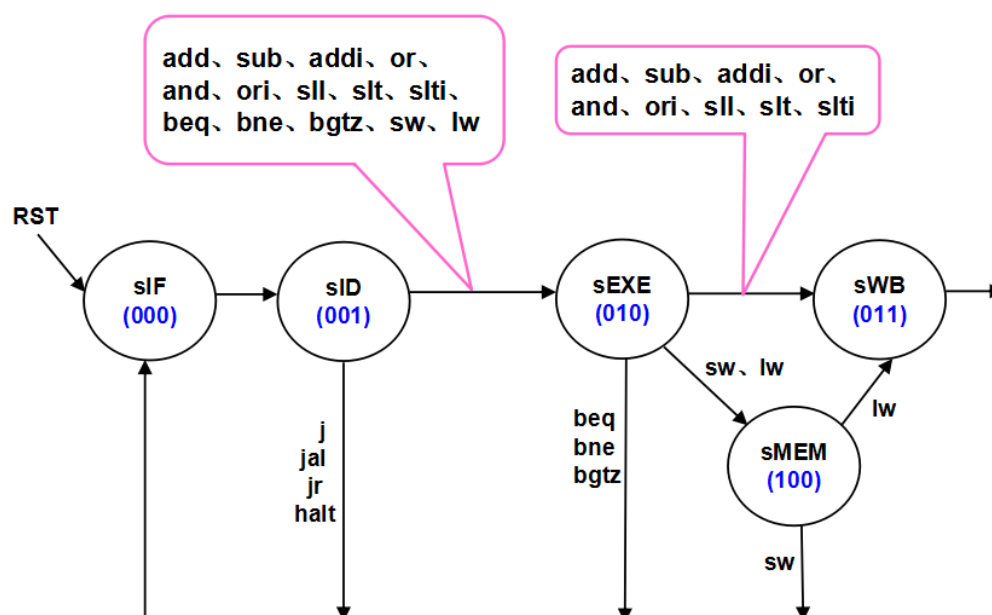 add、sub、addi、or、
and、ori、sll、slt、slti、
beq、bne、bgtz、sw、lw
add、sub、addi、or、
and、ori、sll、slt、slti
RST
sIF
(000)
sID
(001)
sEXE
(010)
sWB
(011)
sw、lw
lw
j
jal
jr
halt
beq
bne
bgtz
sMEM
(100)
sw